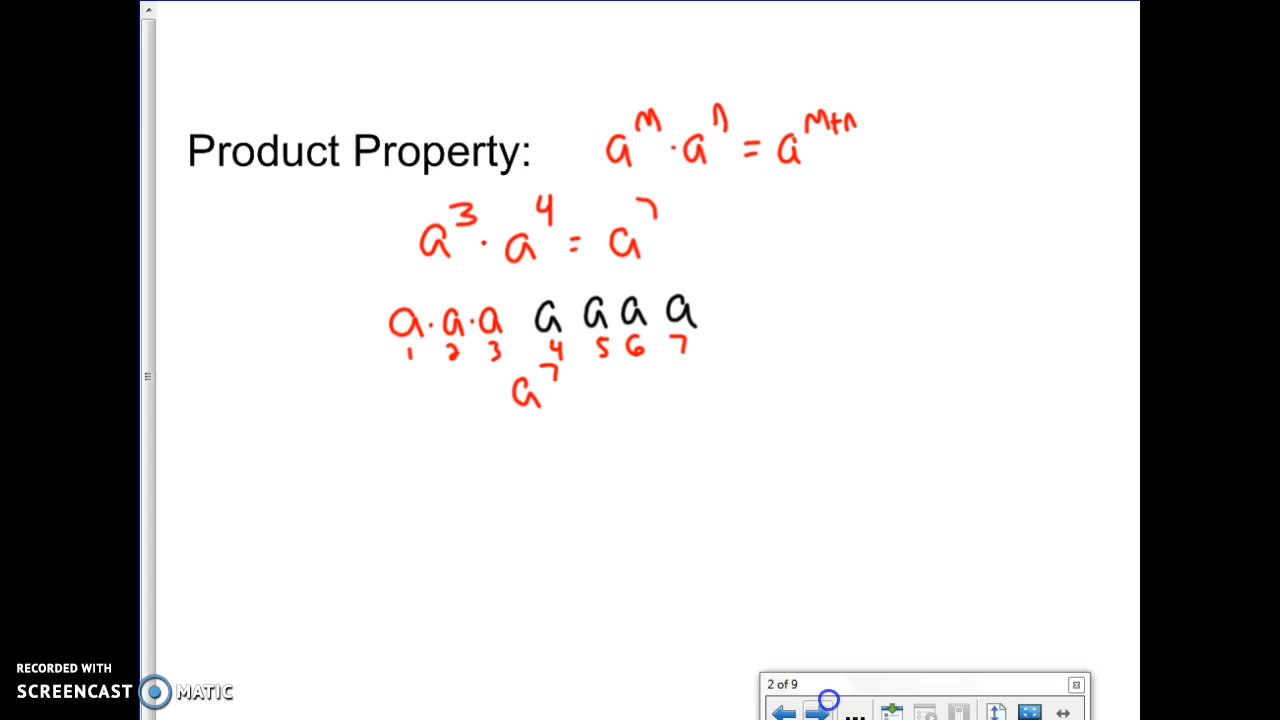 Product Property: a^m · a^n = a^{m+n}
a^3 · a^4 = a^7
a · a · a a a a a
1 2 3 4 5 6 7
a^7
RECORDED WITH
SCREENCAST MATIC
2 of 9